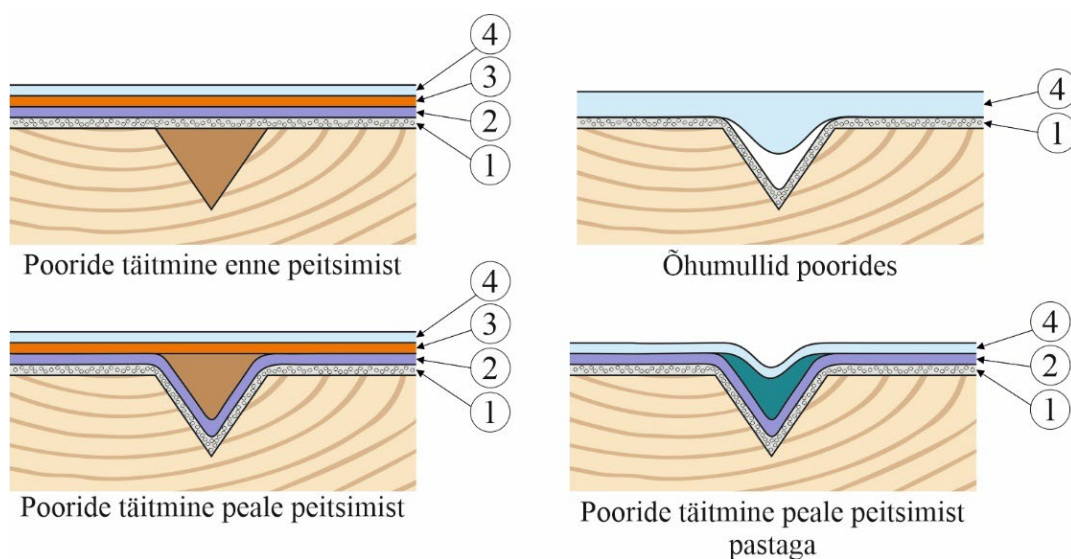 4
3
2
1
Pooride täitmine enne peitsimist
4
1
Õhumullid poorides
4
3
2
1
Pooride täitmine peale peitsimist
4
2
1
Pooride täitmine peale peitsimist
pastaga